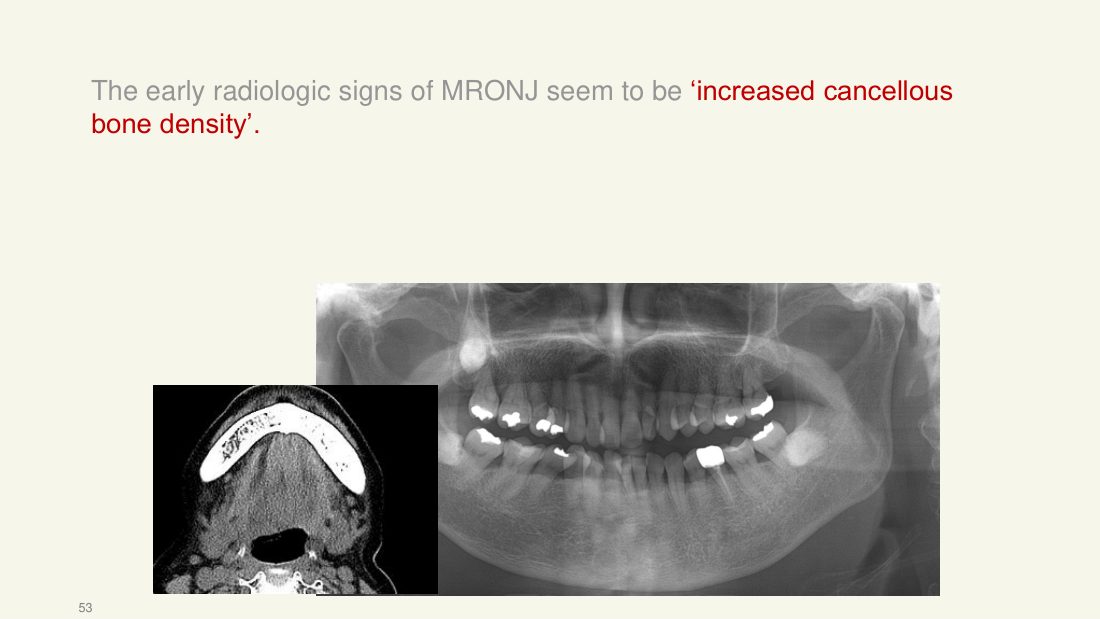 The early radiologic signs of MRONJ seem to be ‘increased cancellous
bone density’.
53